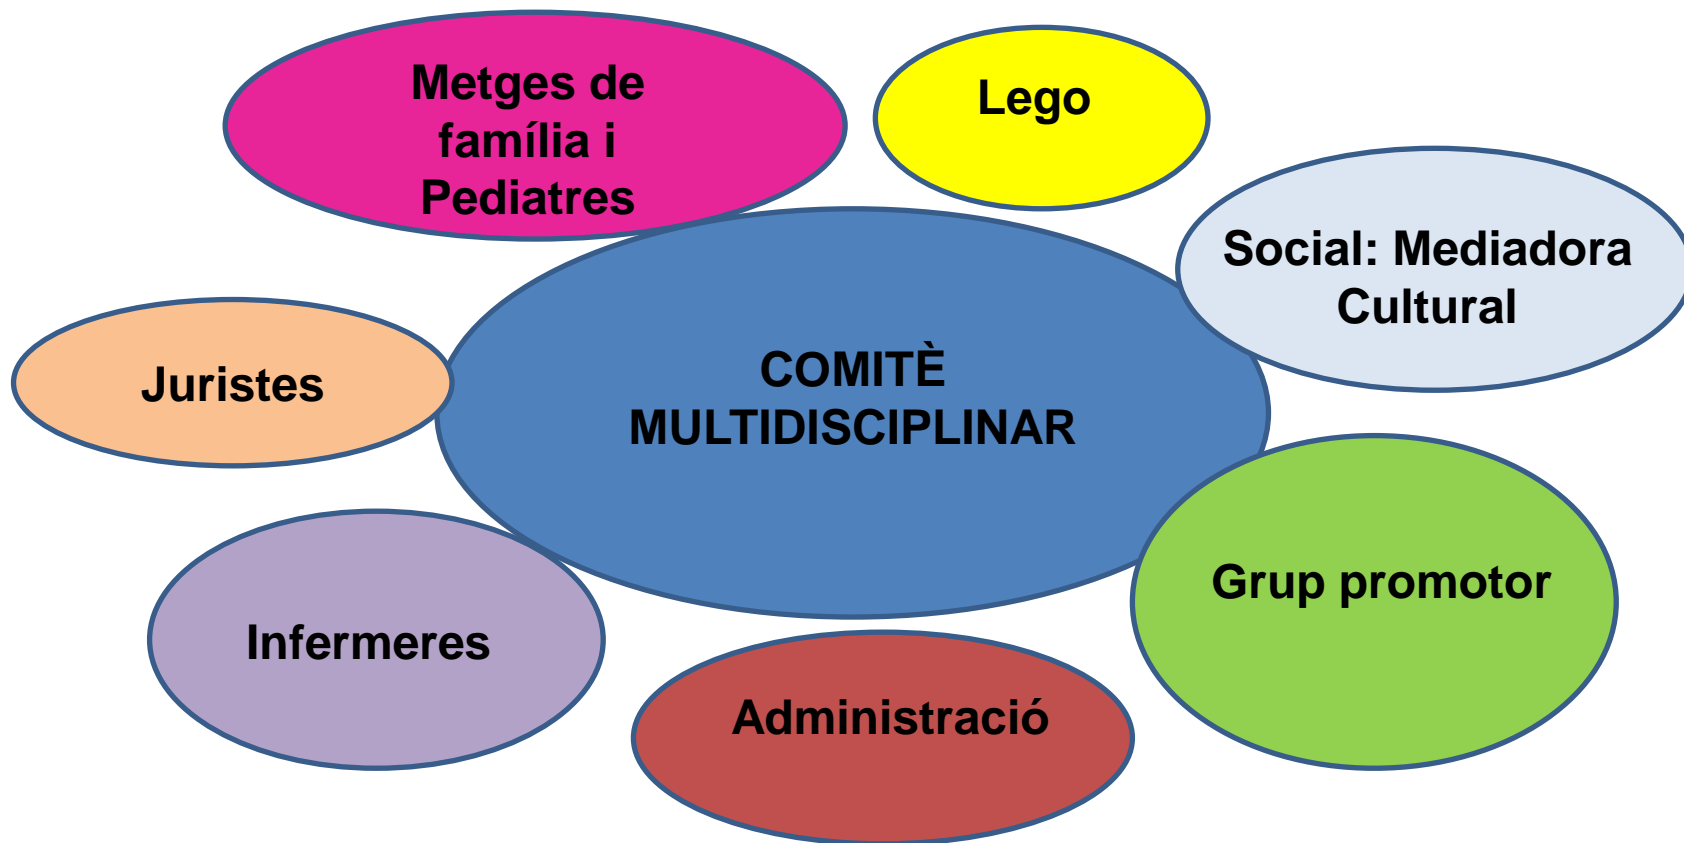 Metges de
família i
Pediatres
Lego
Social: Mediadora
Cultural
COMITÈ
MULTIDISCIPLINAR
Juristes
Grup promotor
Infermeres
Administració